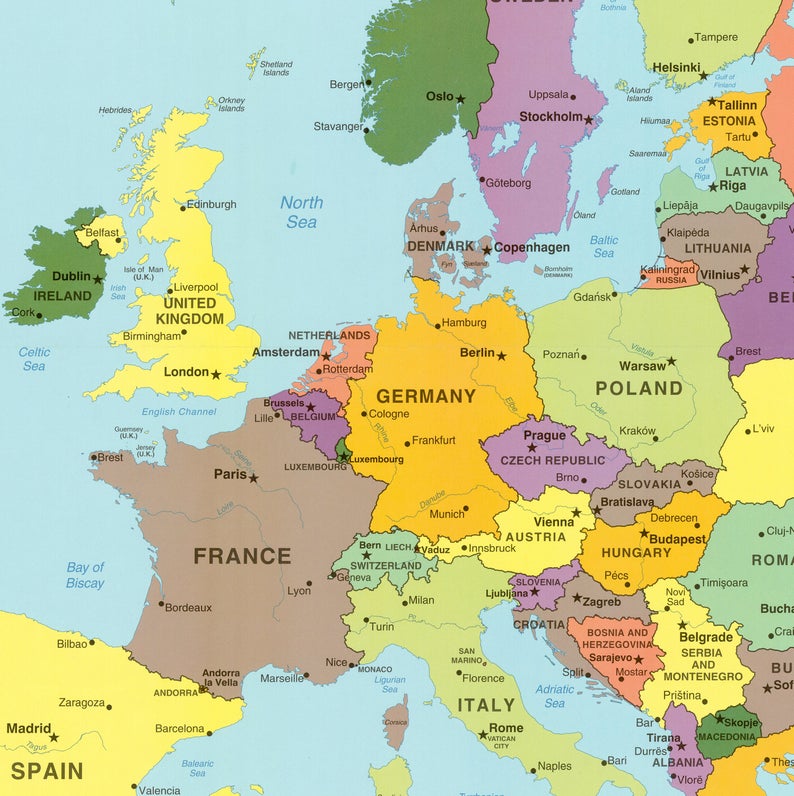 SWEDEN
Gulf of
Bothnia
Shetland
Islands
Tampere
Helsinki
Gulf of
Finland
Bergen
Oslo
Uppsala
Åland
Islands
Tallinn
ESTONIA
Hebrides
Orkney
Islands
Stavanger
Stockholm
Hiiumaa
Tartu
Vänern
Saaremaa
Gulf
of
Riga
LATVIA
Riga
Göteborg
Gotland
Edinburgh
North
Sea
Liepāja
Daugavpils
Öland
Århus
Belfast
DENMARK
Copenhagen
Baltic
Sea
Klaipėda
LITHUANIA
Fyn
Sjælland
Bornholm
(DENMARK)
Kaliningrad
RUSSIA
Vilnius
Dublin
Isle of Man
(U.K.)
IRELAND
Irish
Sea
Liverpool
UNITED
KINGDOM
Gdańsk
BE
Cork
Hamburg
Birmingham
NETHERLANDS
Amsterdam
Berlin
Poznań
Vistula
Warsaw
Brest
Celtic
Sea
London
Rotterdam
POLAND
GERMANY
Elbe
Oder
English Channel
Brussels
BELGIUM
Lille
Cologne
Rhine
Guernsey
(U.K.)
Jersey
(U.K.)
Kraków
L'viv
Frankfurt
Prague
CZECH REPUBLIC
Brest
Seine
Luxembourg
LUXEMBOURG
Paris
Brno
Košice
SLOVAKIA
Loire
Danube
Munich
Bratislava
Vienna
Debrecen
AUSTRIA
Budapest
Cluj-N
FRANCE
Bern
LIECH.
Vaduz
Innsbruck
HUNGARY
ROMA
SWITZERLAND
Bay of
Biscay
Geneva
Pécs
Timişoara
Lyon
SLOVENIA
Ljubljana
Novi
Sad
Bordeaux
Milan
Zagreb
Bucha
Turin
Po
CROATIA
BOSNIA AND
HERZEGOVINA
Belgrade
Crai
Bilbao
SAN
MARINO
Sarajevo
SERBIA
AND
MONTENEGRO
Nice
MONACO
Florence
Split
Mostar
BU
Andorra
la Vella
ANDORRA
Marseille
Ligurian
Sea
Sof
Zaragoza
Adriatic
Sea
Priština
ITALY
Corsica
Bar
Skopje
Madrid
Tagus
Barcelona
Rome
VATICAN
CITY
Tirana
MACEDONIA
Durrës
ALBANIA
SPAIN
Balearic
Sea
Bari
Thes
Naples
Vlorë
Valencia
Tyrrhenian